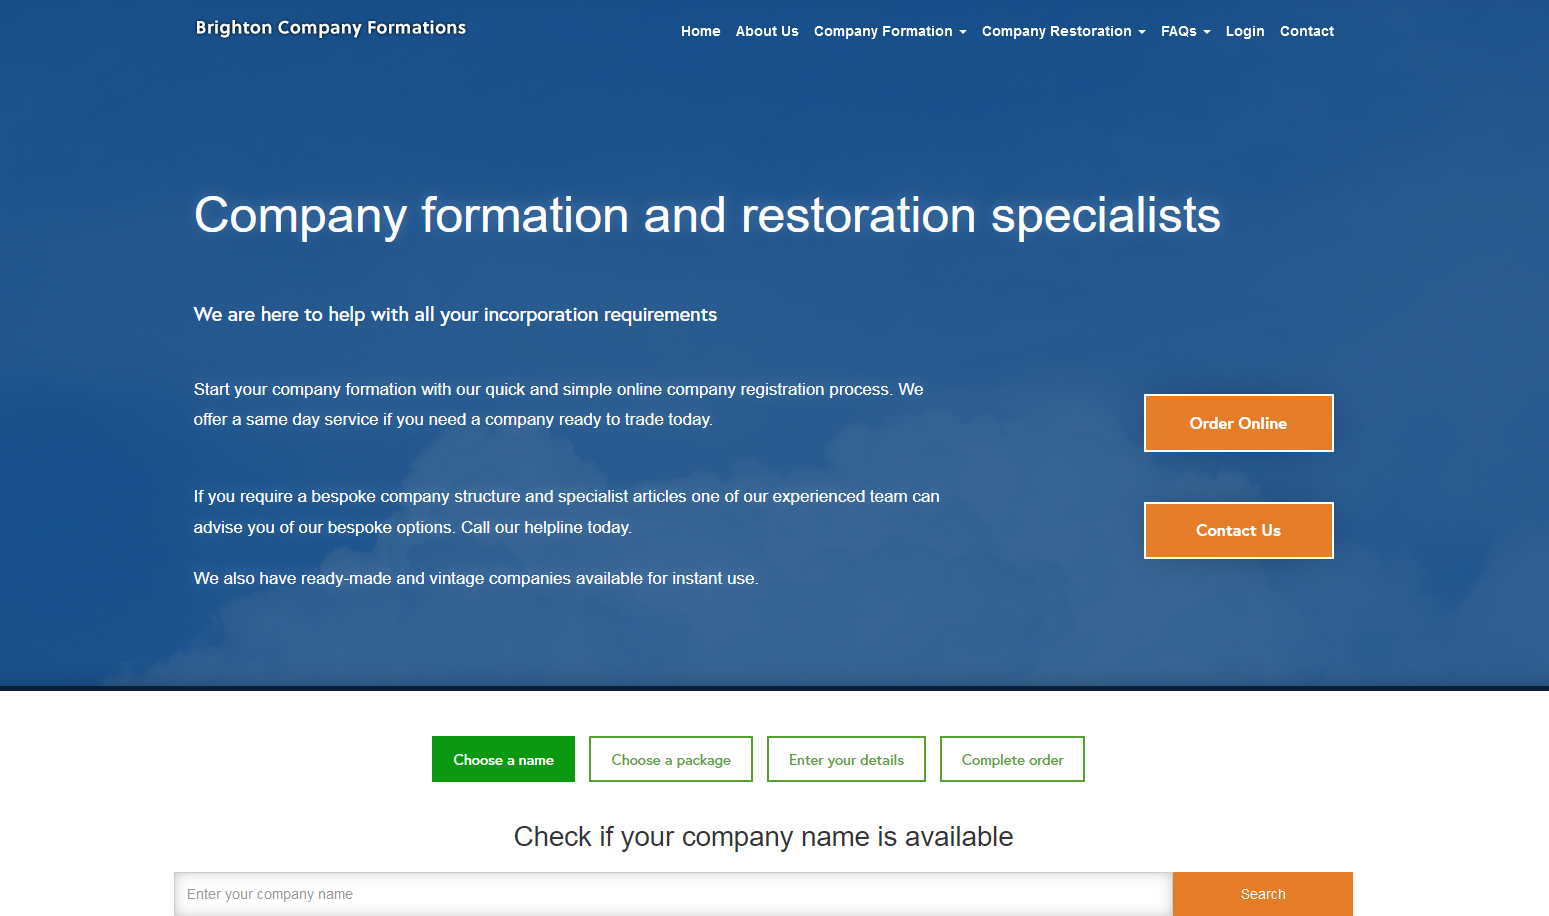 Brighton Company Formations
Home About Us Company Formation Company Restoration FAQs Login Contact
Company formation and restoration specialists
We are here to help with all your incorporation requirements
Start your company formation with our quick and simple online company registration process. We
offer a same day service if you need a company ready to trade today.
Order Online
If you require a bespoke company structure and specialist articles one of our experienced team can
advise you of our bespoke options. Call our helpline today.
Contact Us
We also have ready-made and vintage companies available for instant use.
Choose a name Choose a package Enter your details Complete order
Check if your company name is available
Enter your company name Search